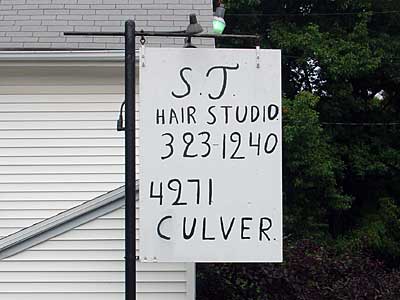 S.J.
HAIR STUDIO.
323-1240
4271
CULVER.